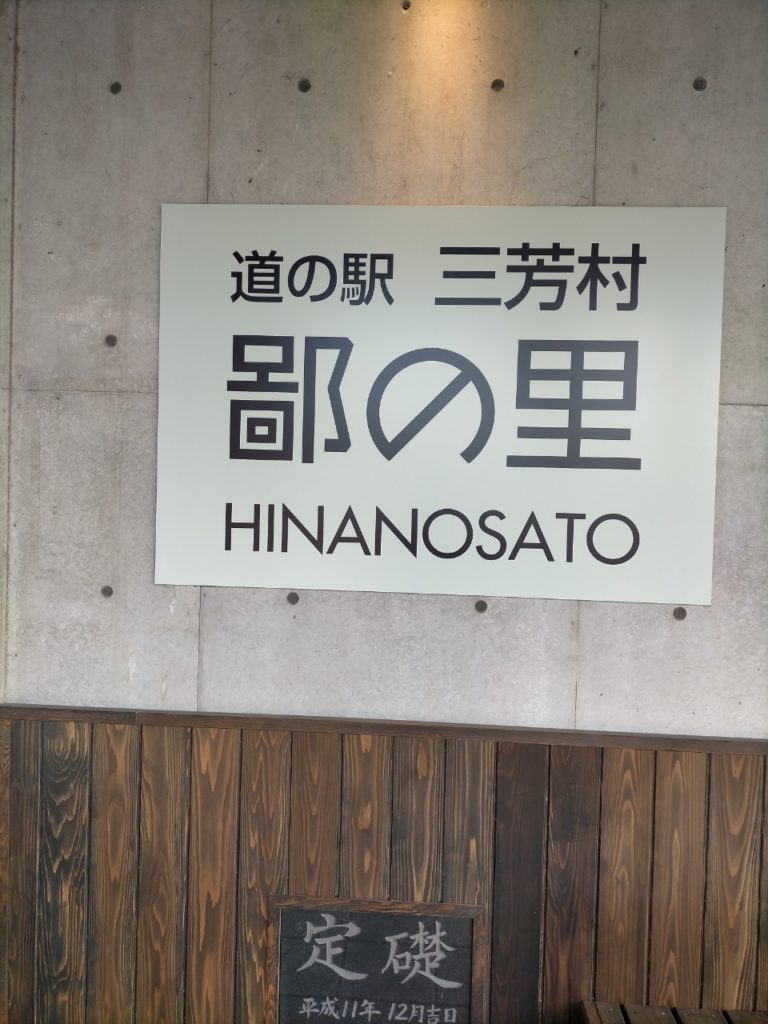 道の駅 三芳村
鄙の里
HINANOSATO
定礎
平成11年 12月吉日